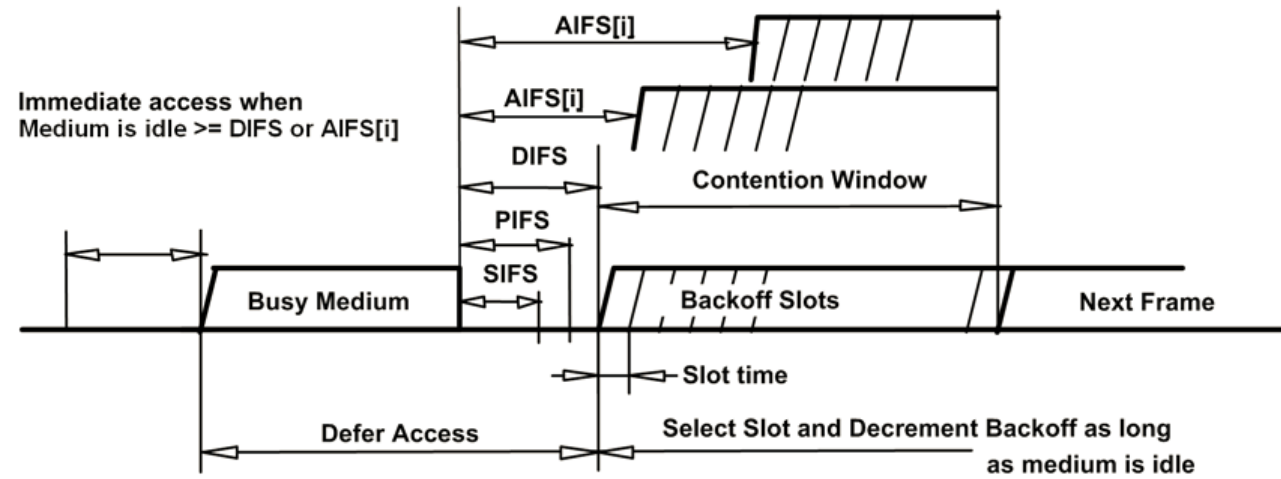 AIFS[i]
Immediate access when
Medium is idle >= DIFS or AIFS[i]
AIFS[i]
DIFS
Contention Window
PIFS
SIFS
Busy Medium
Backoff Slots
Next Frame
Slot time
Defer Access
Select Slot and Decrement Backoff as long
as medium is idle